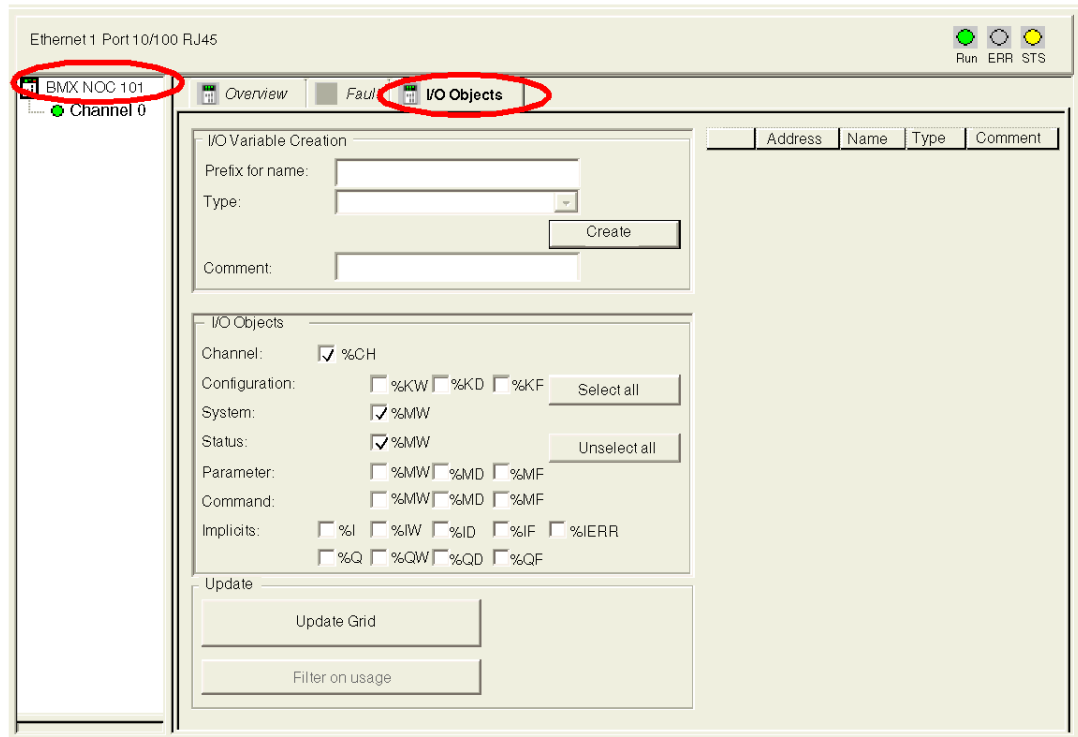 Ethernet 1 Port 10/100 RJ45
Run ERR STS
BMX NOC 101
Channel 0
Overview Faul I/O Objects
I/O Variable Creation
Prefix for name:
Type:
Create
Comment:
Address Name Type Comment
I/O Objects
Channel: %CH
Configuration: %KW %KD %KF
Select all
System: %MW
Status: %MW
Unselect all
Parameter: %MW %MD %MF
Command: %MW %MD %MF
Implicits: %I %IW %ID %IF %IERR
%Q %QW %QD %QF
Update
Update Grid
Filter on usage